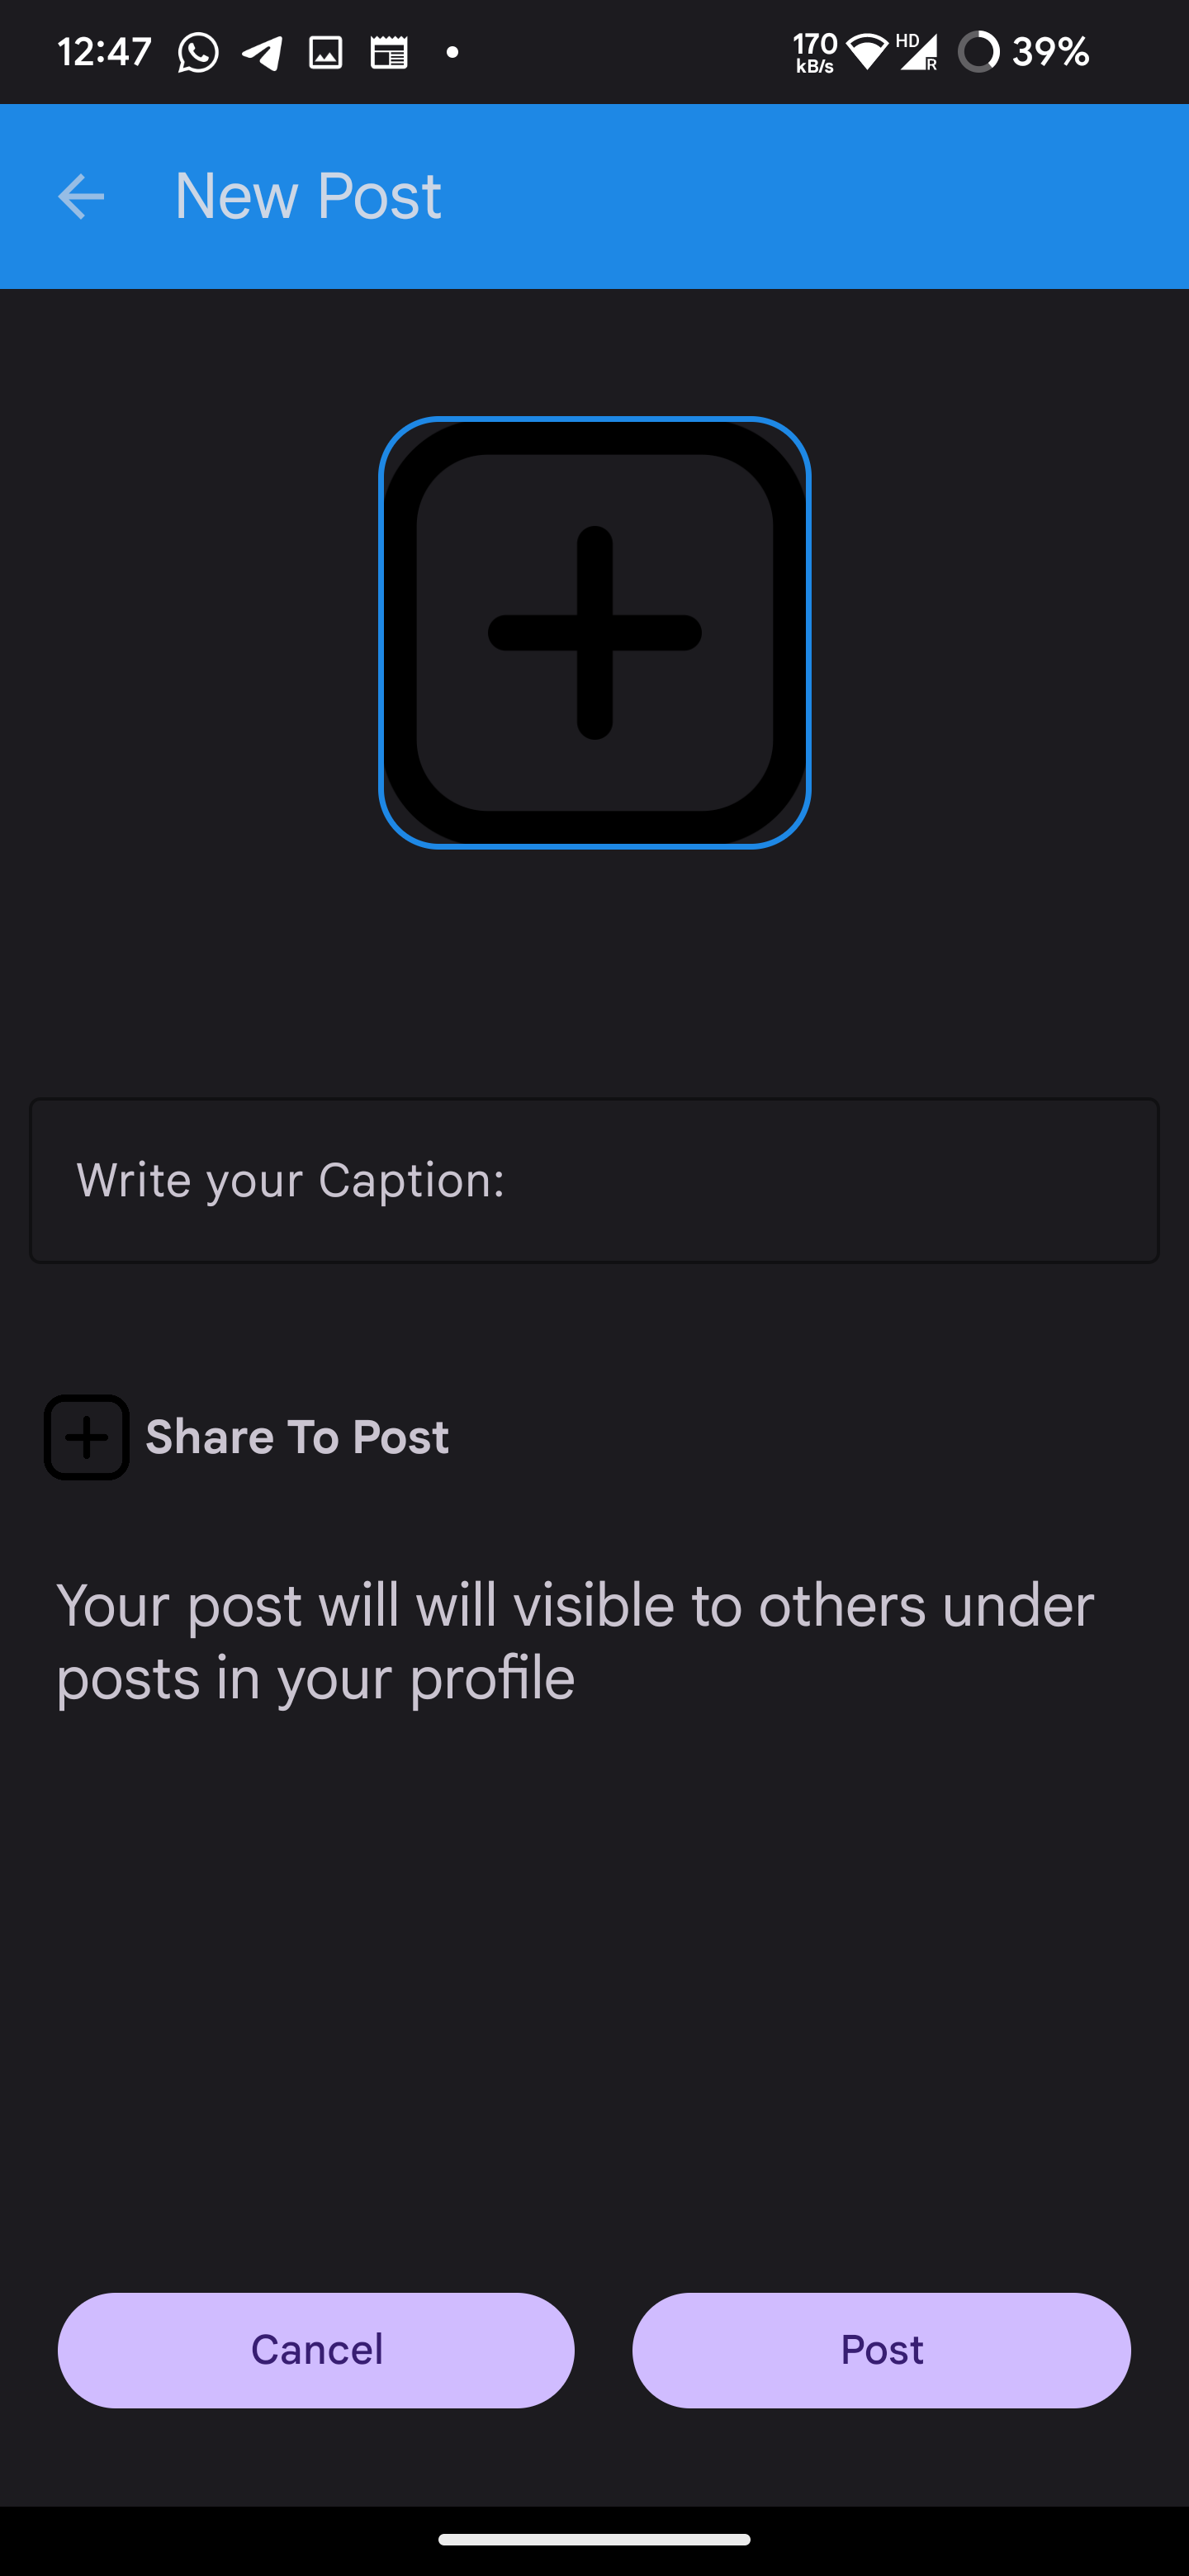 12:47 170 kB/s HD R 39%
New Post
Write your Caption:
Share To Post
Your post will will visible to others under
posts in your profile
Cancel Post